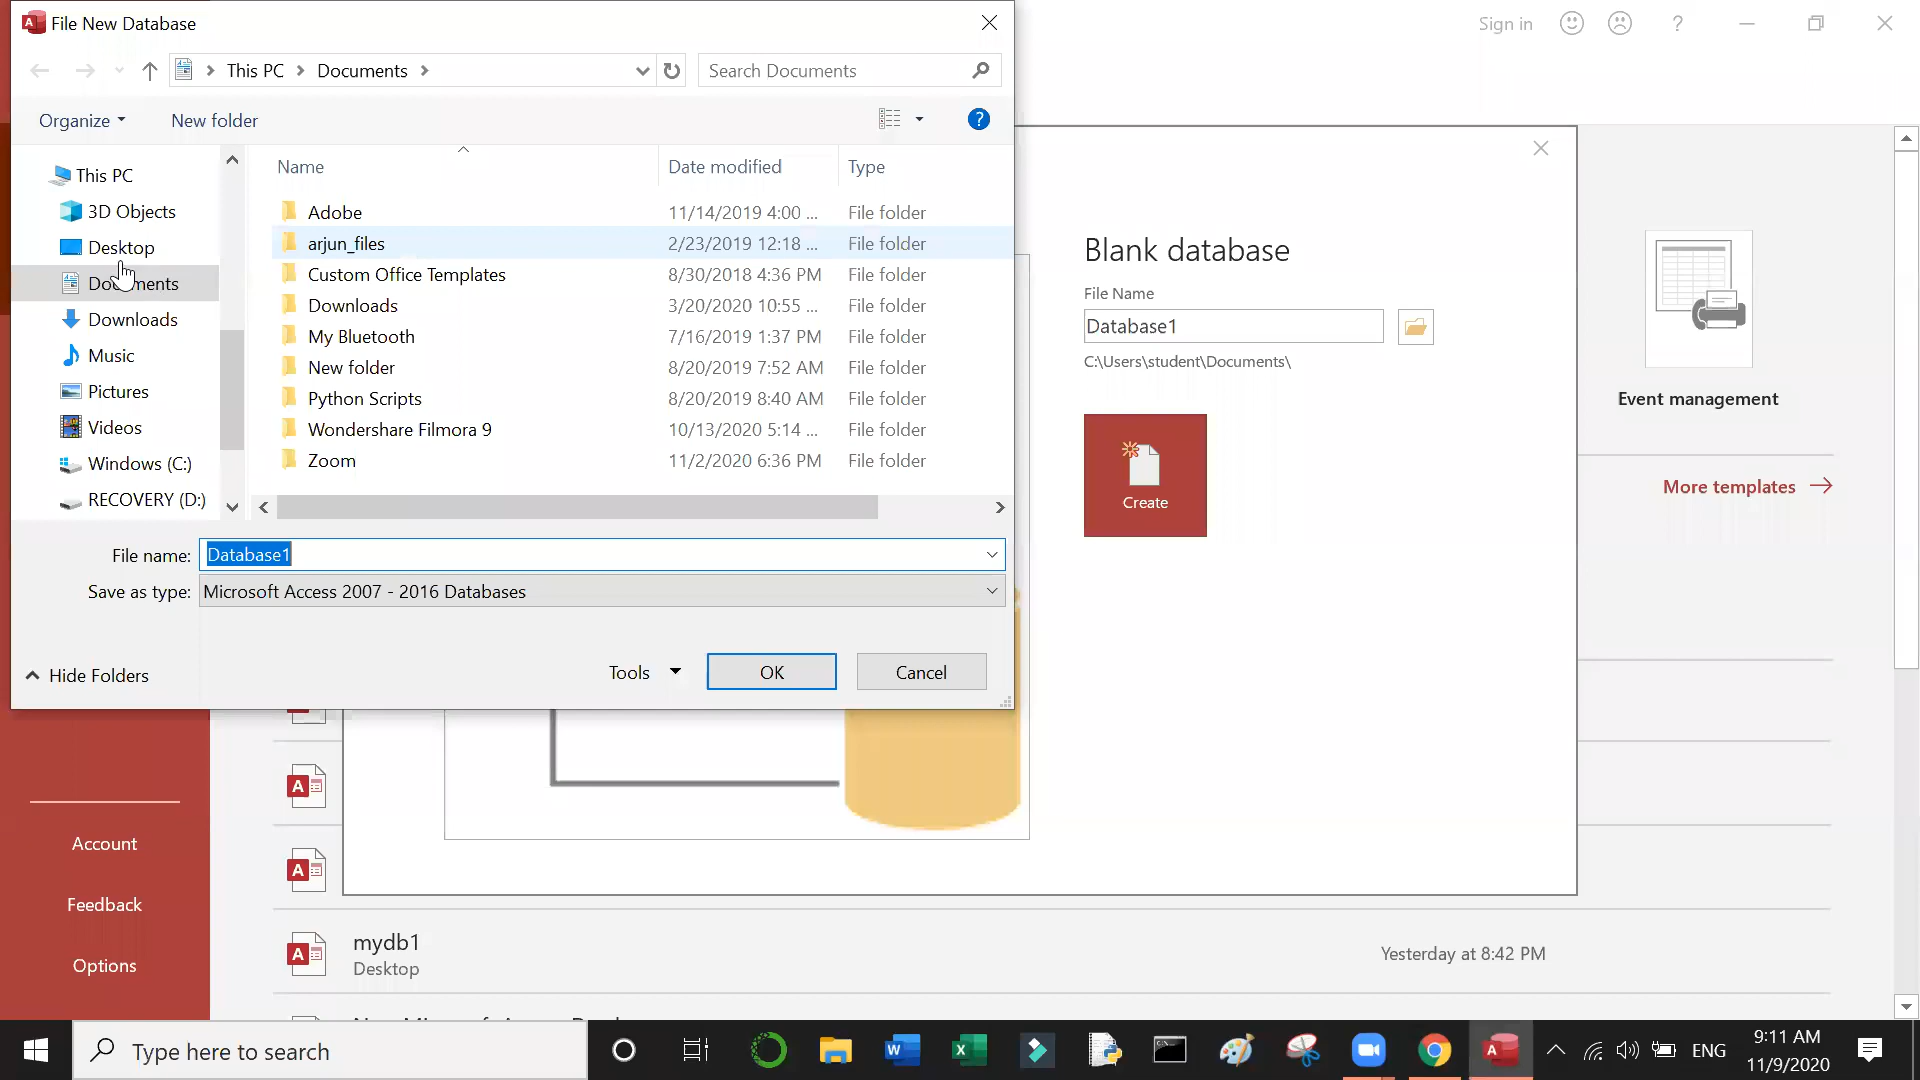 File New Database
This PC
Documents
Search Documents
Organize
New folder
?
This PC
3D Objects
Desktop
Documents
Downloads
Music
Pictures
Videos
Windows (C:)
RECOVERY (D:)
Name
Date modified
Type
Adobe 11/14/2019 4:00 ... File folder
arjun_files 2/23/2019 12:18 ... File folder
Custom Office Templates 8/30/2018 4:36 PM File folder
Downloads 3/20/2020 10:55 ... File folder
My Bluetooth 7/16/2019 1:37 PM File folder
New folder 8/20/2019 7:52 AM File folder
Python Scripts 8/20/2019 8:40 AM File folder
Wondershare Filmora 9 10/13/2020 5:14 ... File folder
Zoom 11/2/2020 6:36 PM File folder
File name: Database1
Save as type: Microsoft Access 2007 - 2016 Databases
Hide Folders
Tools
OK
Cancel
Sign in
?
Blank database
File Name
Database1
C:\Users\student\Documents\
Create
Event management
More templates
Account
Feedback
Options
mydb1
Desktop
Yesterday at 8:42 PM
Type here to search
ENG
9:11 AM
11/9/2020